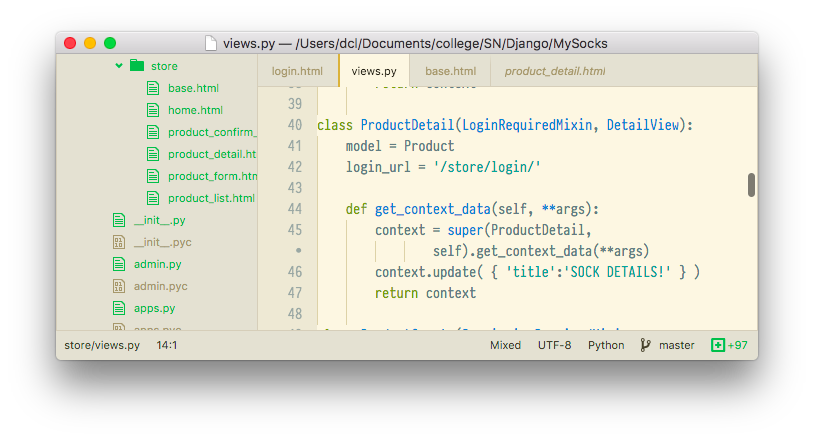 views.py — /Users/dcl/Documents/college/SN/Django/MySocks
store
base.html
home.html
product_confirm_
product_detail.ht
product_form.htm
product_list.html
__init__.py
__init__.pyc
admin.py
admin.pyc
apps.py
apps.pyc
login.html
views.py
base.html
product_detail.html
39
40 class ProductDetail(LoginRequiredMixin, DetailView):
41 model = Product
42 login_url = '/store/login/'
43
44 def get_context_data(self, **args):
45 context = super(ProductDetail,
• self).get_context_data(**args)
46 context.update( { 'title':'SOCK DETAILS!' } )
47 return context
48
store/views.py 14:1 Mixed UTF-8 Python master +97